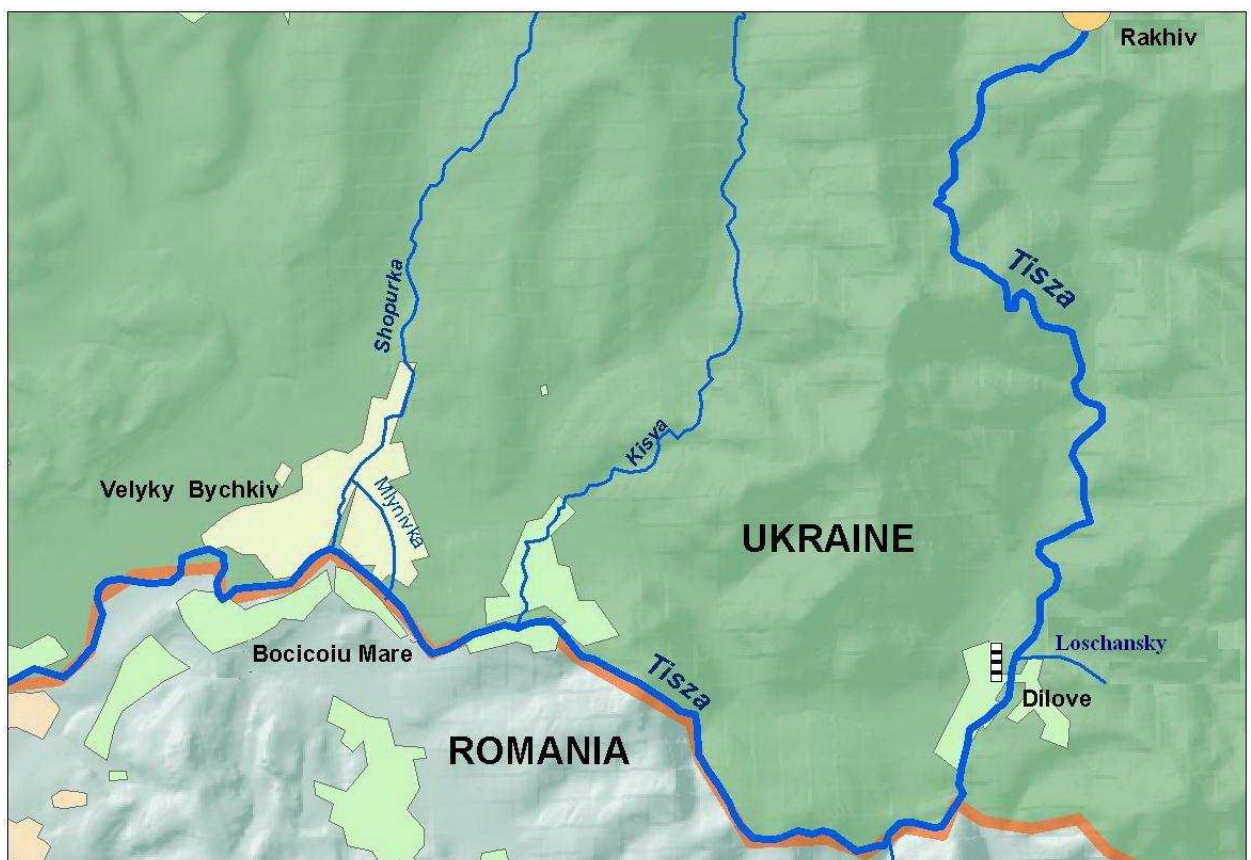 Rakhiv
Tisza
Shopurka
Kisva
Velyky Bychkiv
Mlynivka
UKRAINE
Bocicoiu Mare
Tisza
Loschansky
Dilove
ROMANIA